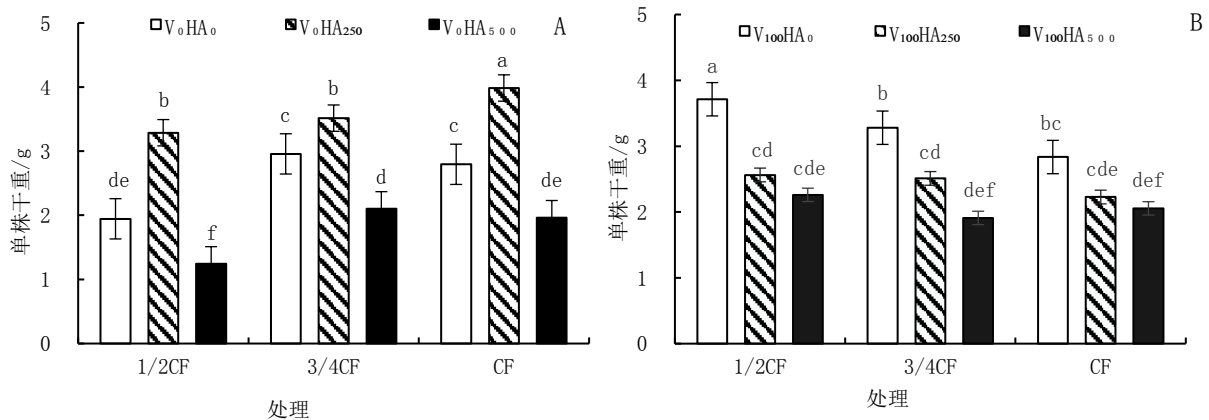 V₀HA₀ V₀HA₂₅₀ V₀HA₅₀₀ A
单株干重/g
5
4
3
2
1
0
de b f
c b d
c a de
1/2CF 3/4CF CF
处理
V₁₀₀HA₀ V₁₀₀HA₂₅₀ V₁₀₀HA₅₀₀ B
单株干重/g
5
4
3
2
1
0
a cd cde
b cd def
bc cde def
1/2CF 3/4CF CF
处理